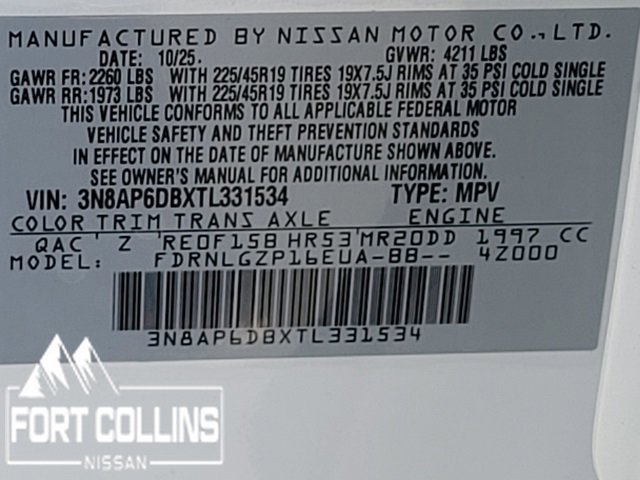 MANUFACTURED BY NISSAN MOTOR CO., LTD.
DATE: 10/25. GVWR: 4211 LBS
GAWR FR: 2260 LBS WITH 225/45R19 TIRES 19X7.5J RIMS AT 35 PSI COLD SINGLE
GAWR RR: 1973 LBS WITH 225/45R19 TIRES 19X7.5J RIMS AT 35 PSI COLD SINGLE
THIS VEHICLE CONFORMS TO ALL APPLICABLE FEDERAL MOTOR
VEHICLE SAFETY AND THEFT PREVENTION STANDARDS
IN EFFECT ON THE DATE OF MANUFACTURE SHOWN ABOVE.
SEE OWNER'S MANUAL FOR ADDITIONAL INFORMATION.
VIN: 3N8AP6DBXTL331534 TYPE: MPV
COLOR TRIM TRANS AXLE ENGINE
QAC Z RE0F15B HR53 MR20DD 1997 CC
MODEL FDRNLGZP16EUA-BB-- 4Z000
3N8AP6DBXTL331534
FORT COLLINS
NISSAN